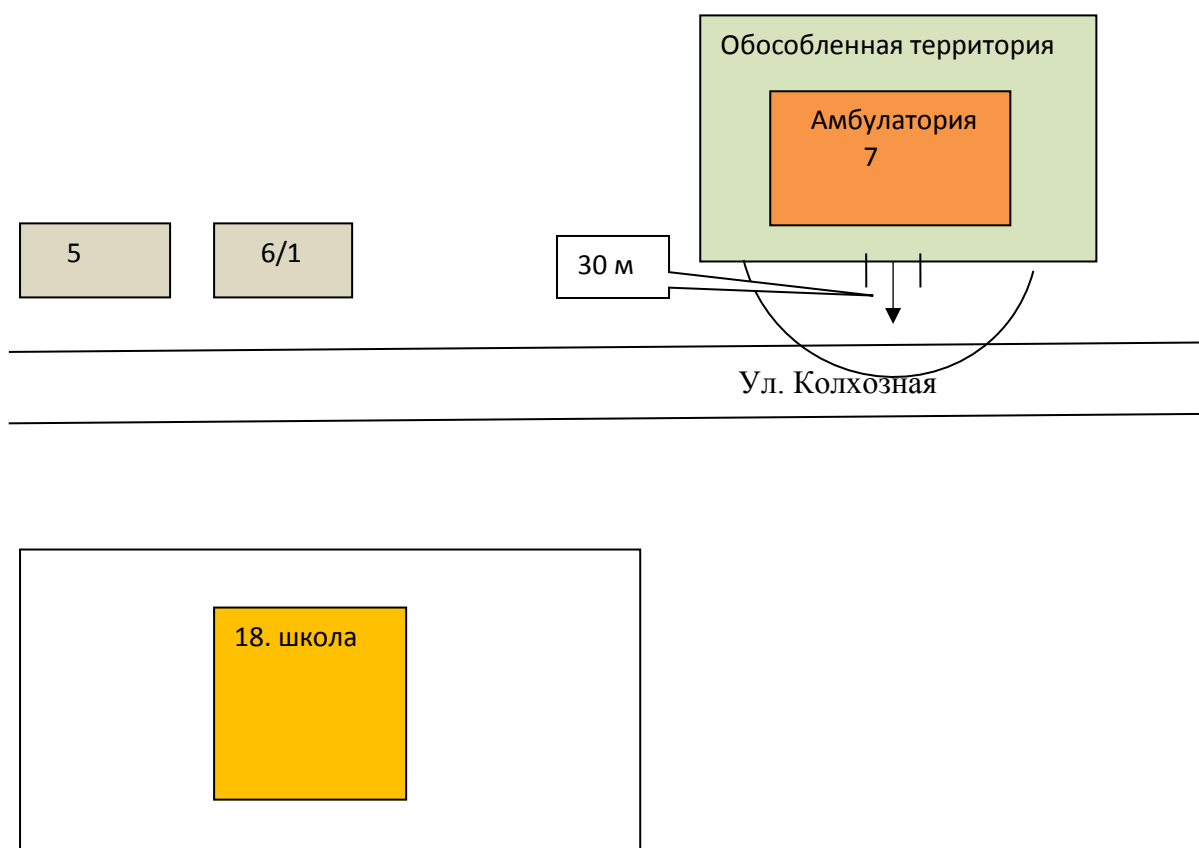 Обособленная территория
Амбулатория
7
5
6/1
30 м
Ул. Колхозная
18. школа